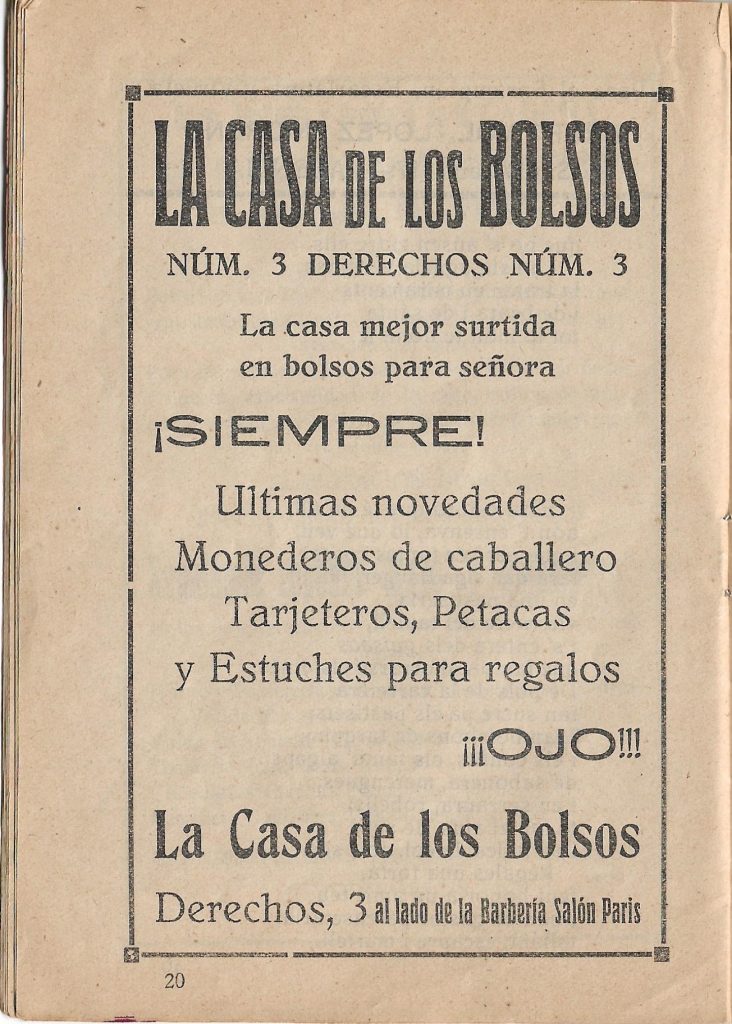 LA CASA DE LOS BOLSOS
NÚM. 3 DERECHOS NÚM. 3
La casa mejor surtida
en bolsos para señora
¡SIEMPRE!
Ultimas novedades
Monederos de caballero
Tarjeteros, Petacas
y Estuches para regalos
¡¡¡OJO!!!
La Casa de los Bolsos
Derechos, 3 al lado de la Barbería Salón Paris
20